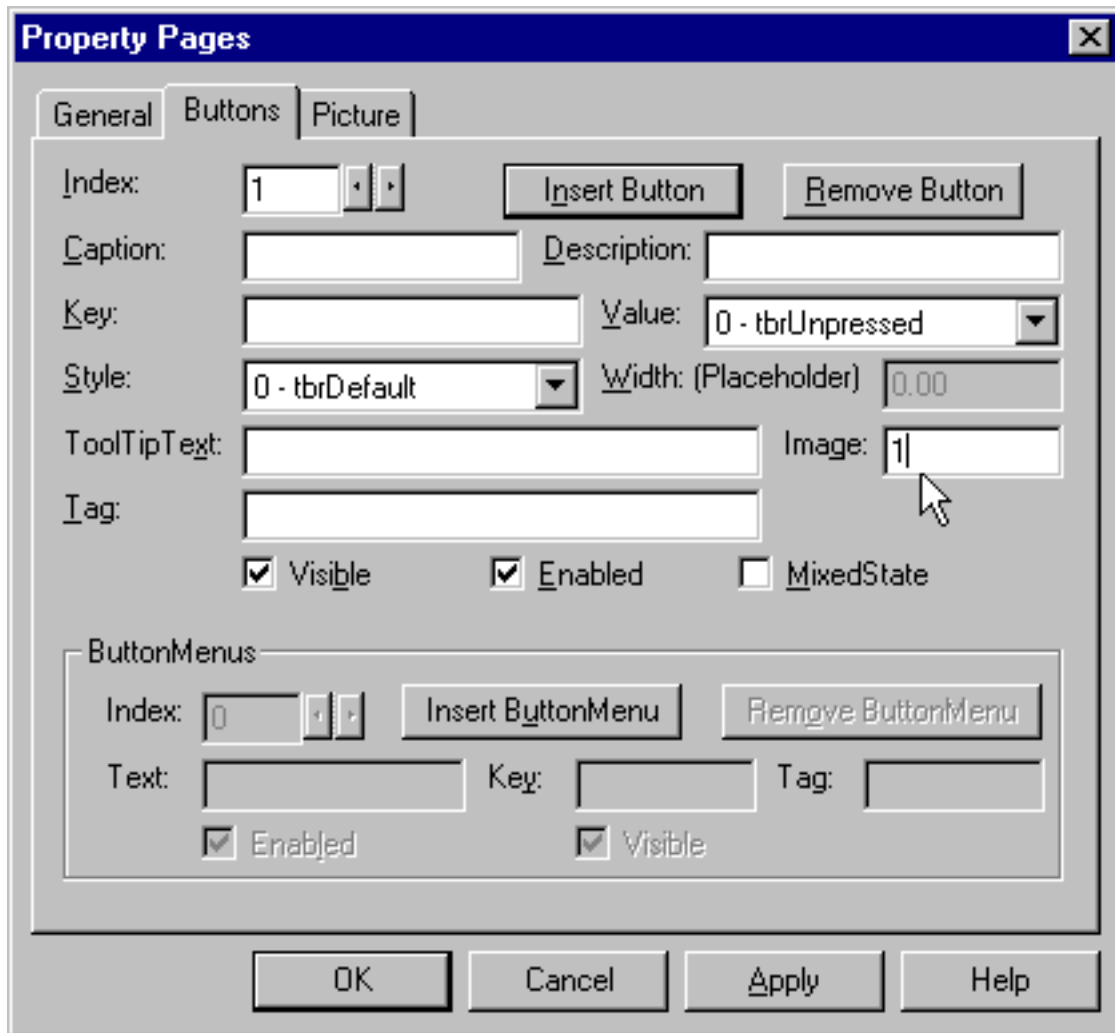 Property Pages
General Buttons Picture
Index: 1 Insert Button Remove Button
Caption: Description:
Key: Value: 0 - tbrUnpressed
Style: 0 - tbrDefault Width: (Placeholder) 0.00
ToolTipText: Image: 1
Tag:
Visible Enabled MixedState
ButtonMenus
Index: 0 Insert ButtonMenu Remove ButtonMenu
Text: Key: Tag:
Enabled Visible
OK Cancel Apply Help